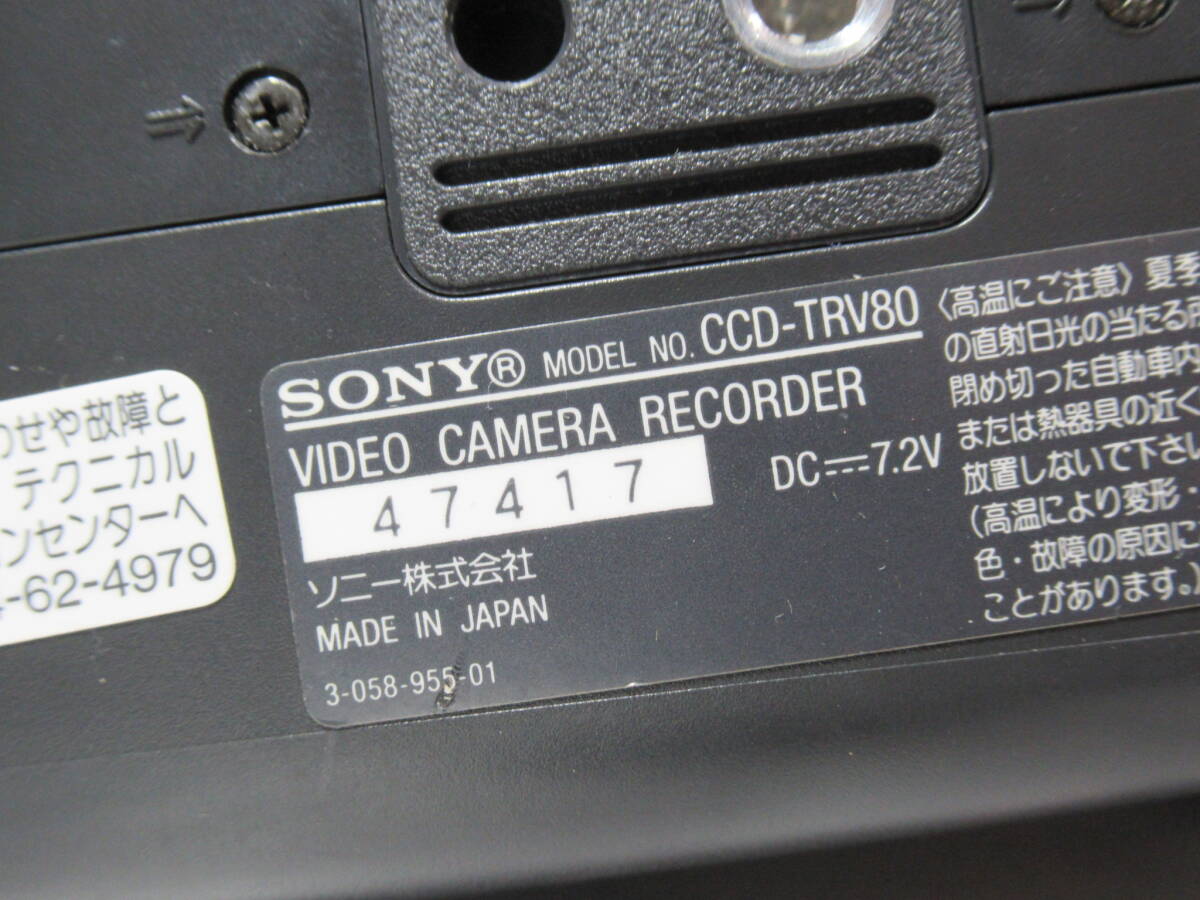 SONY® MODEL NO. CCD-TRV80
VIDEO CAMERA RECORDER
47417
DC⎓7.2V
ソニー株式会社
MADE IN JAPAN
3-058-955-01
〈高温にご注意〉夏季
の直射日光の当たる
閉め切った自動車内
または熱器具の近く
放置しないで下さい
(高温により変形・
色・故障の原因に
ことがあります。)
せや故障と
テクニカル
ンセンターへ
-62-4979